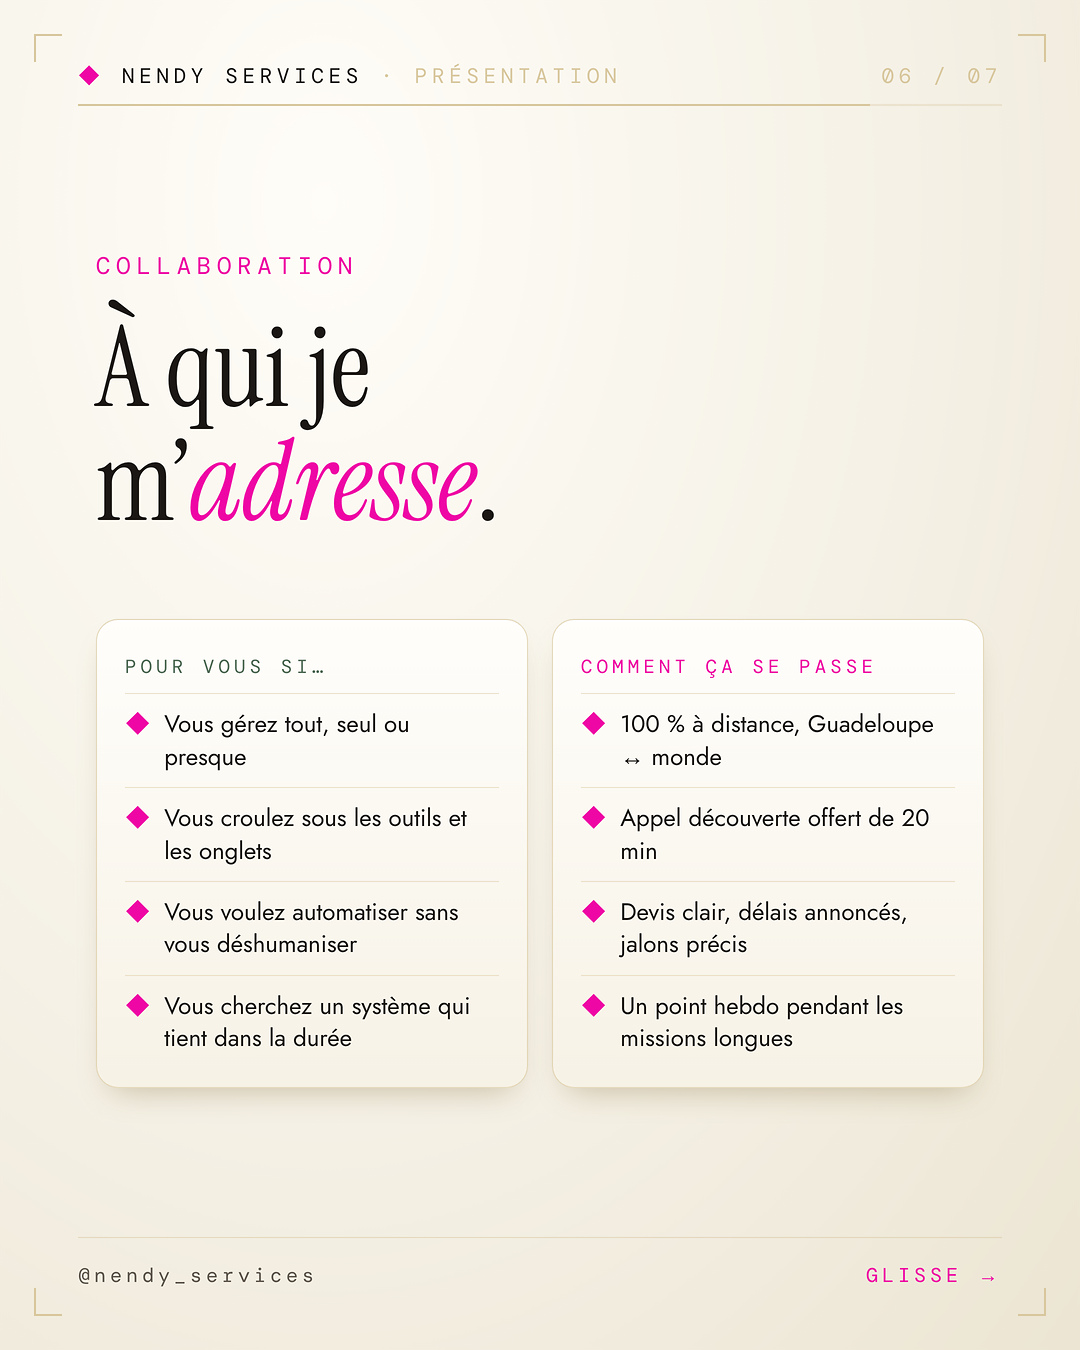 NENDY SERVICES · PRÉSENTATION
06 / 07
COLLABORATION
À qui je
m’adresse.
POUR VOUS SI…
Vous gérez tout, seul ou
presque
Vous croulez sous les outils et
les onglets
Vous voulez automatiser sans
vous déshumaniser
Vous cherchez un système qui
tient dans la durée
COMMENT ÇA SE PASSE
100 % à distance, Guadeloupe
↔ monde
Appel découverte offert de 20
min
Devis clair, délais annoncés,
jalons précis
Un point hebdo pendant les
missions longues
@nendy_services
GLISSE →